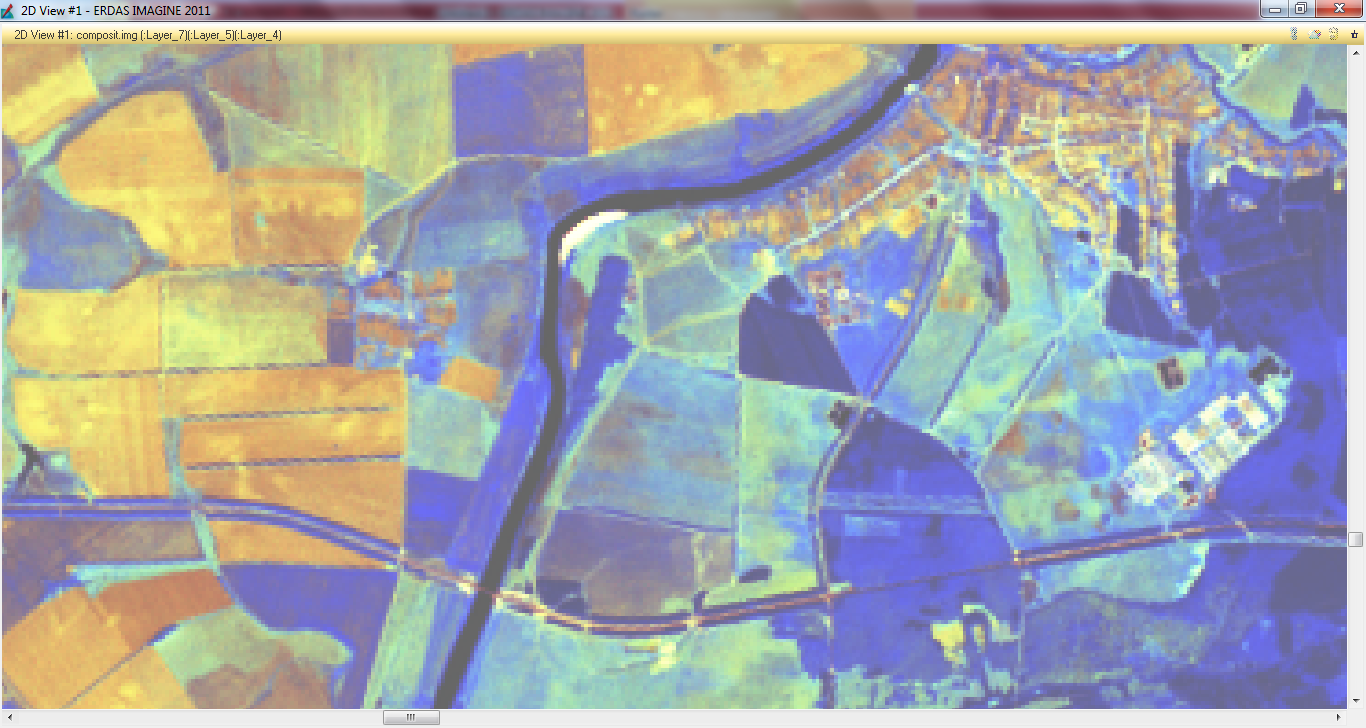 2D View #1 - ERDAS IMAGINE 2011
2D View #1: composit.img (:Layer_7)(:Layer_5)(:Layer_4)